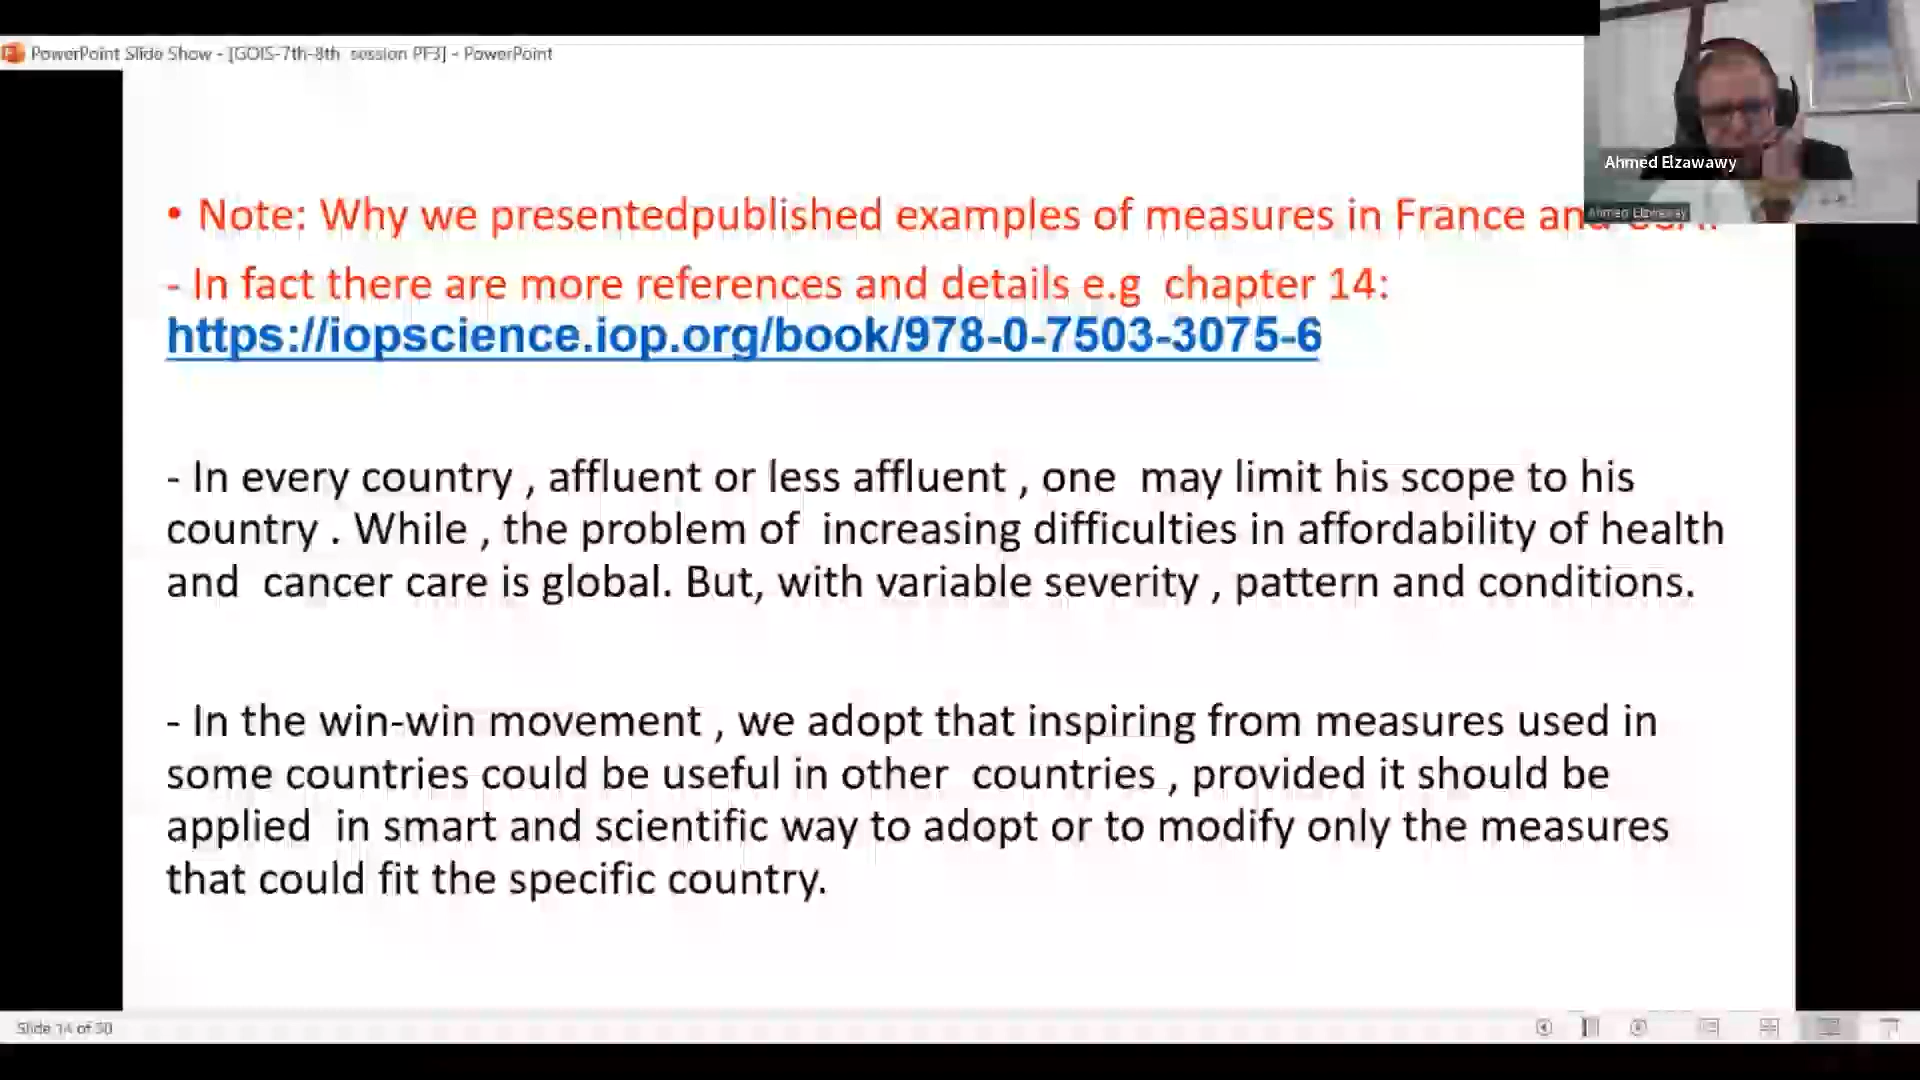 PowerPoint Slide Show - [GOIS-7th-8th session PF3] - PowerPoint
Ahmed Elzawawy
Ahmed Elzawawy
• Note: Why we presentedpublished examples of measures in France and
- In fact there are more references and details e.g chapter 14:
https://iopscience.iop.org/book/978-0-7503-3075-6
- In every country , affluent or less affluent , one may limit his scope to his
country . While , the problem of increasing difficulties in affordability of health
and cancer care is global. But, with variable severity , pattern and conditions.
- In the win-win movement , we adopt that inspiring from measures used in
some countries could be useful in other countries , provided it should be
applied in smart and scientific way to adopt or to modify only the measures
that could fit the specific country.
Slide 14 of 30